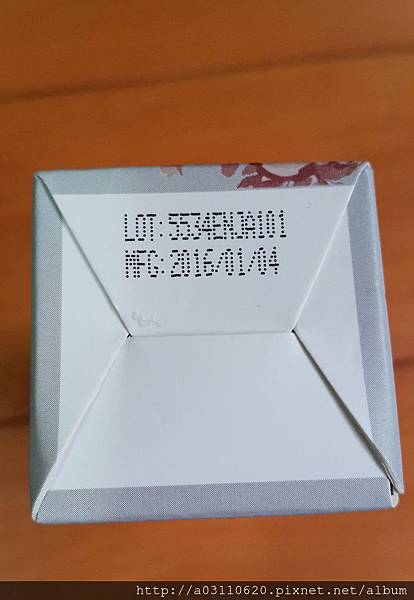 LOT: 5534ENJA101
MFG: 2016/01/04
http://a03110620.pixnet.net/album